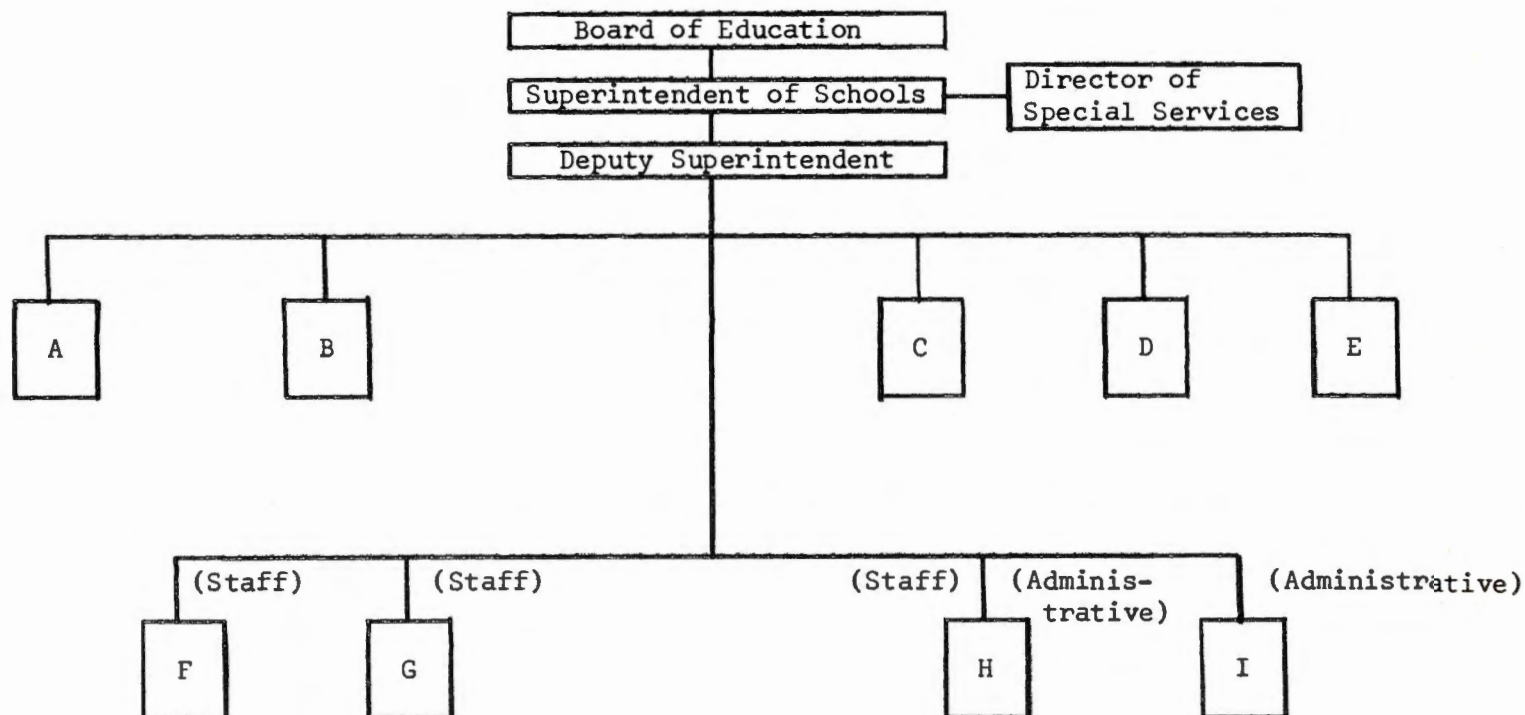 Board of Education
Superintendent of Schools
Director of
Special Services
Deputy Superintendent
A
B
C
D
E
(Staff)
(Staff)
(Staff)
(Adminis-
trative)
(Administrative)
F
G
H
I